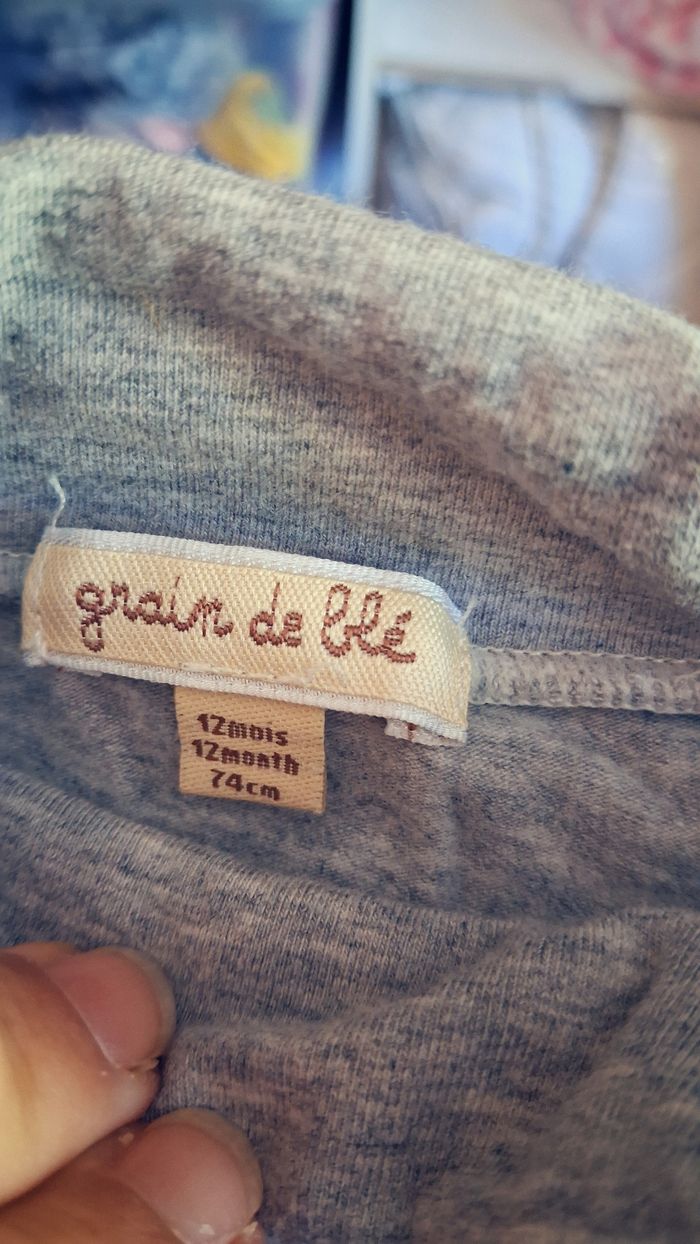 grain de blé
12mois
12month
74cm